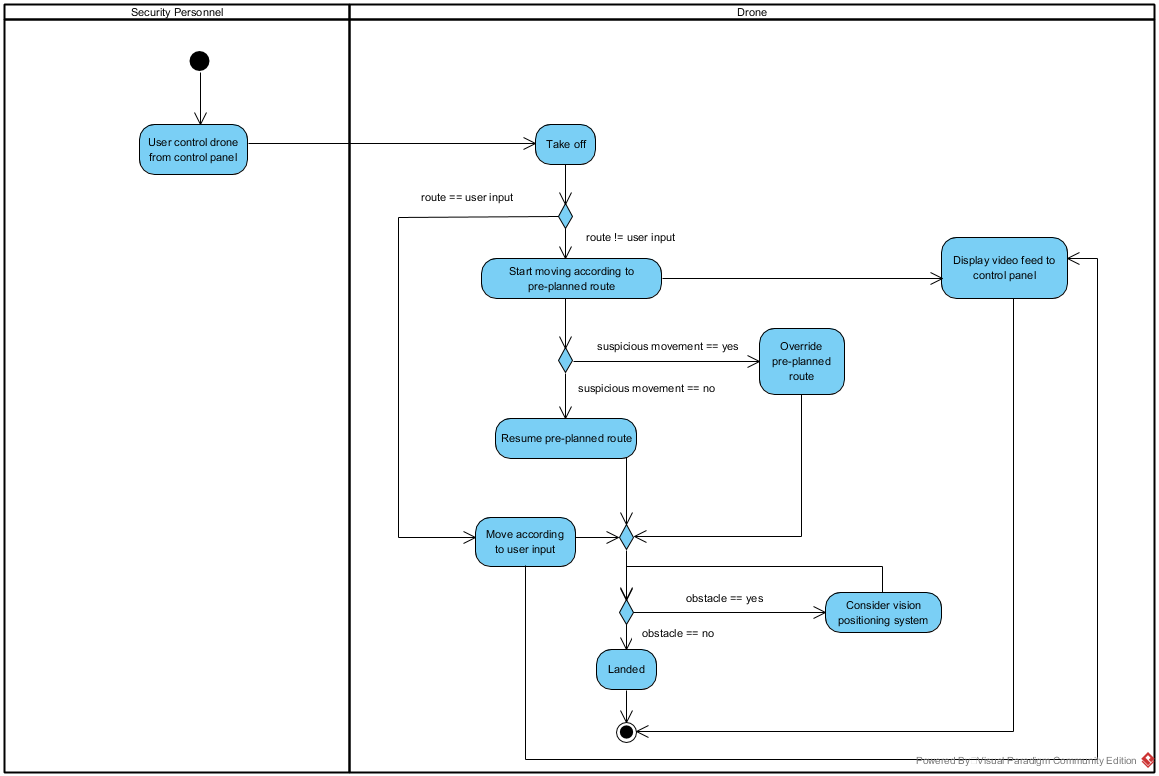 Security Personnel
Drone
User control drone
from control panel
Take off
route == user input
route != user input
Start moving according to
pre-planned route
Display video feed to
control panel
suspicious movement == yes
Override
pre-planned
route
suspicious movement == no
Resume pre-planned route
Move according
to user input
obstacle == yes
Consider vision
positioning system
obstacle == no
Landed
Powered By Visual Paradigm Community Edition